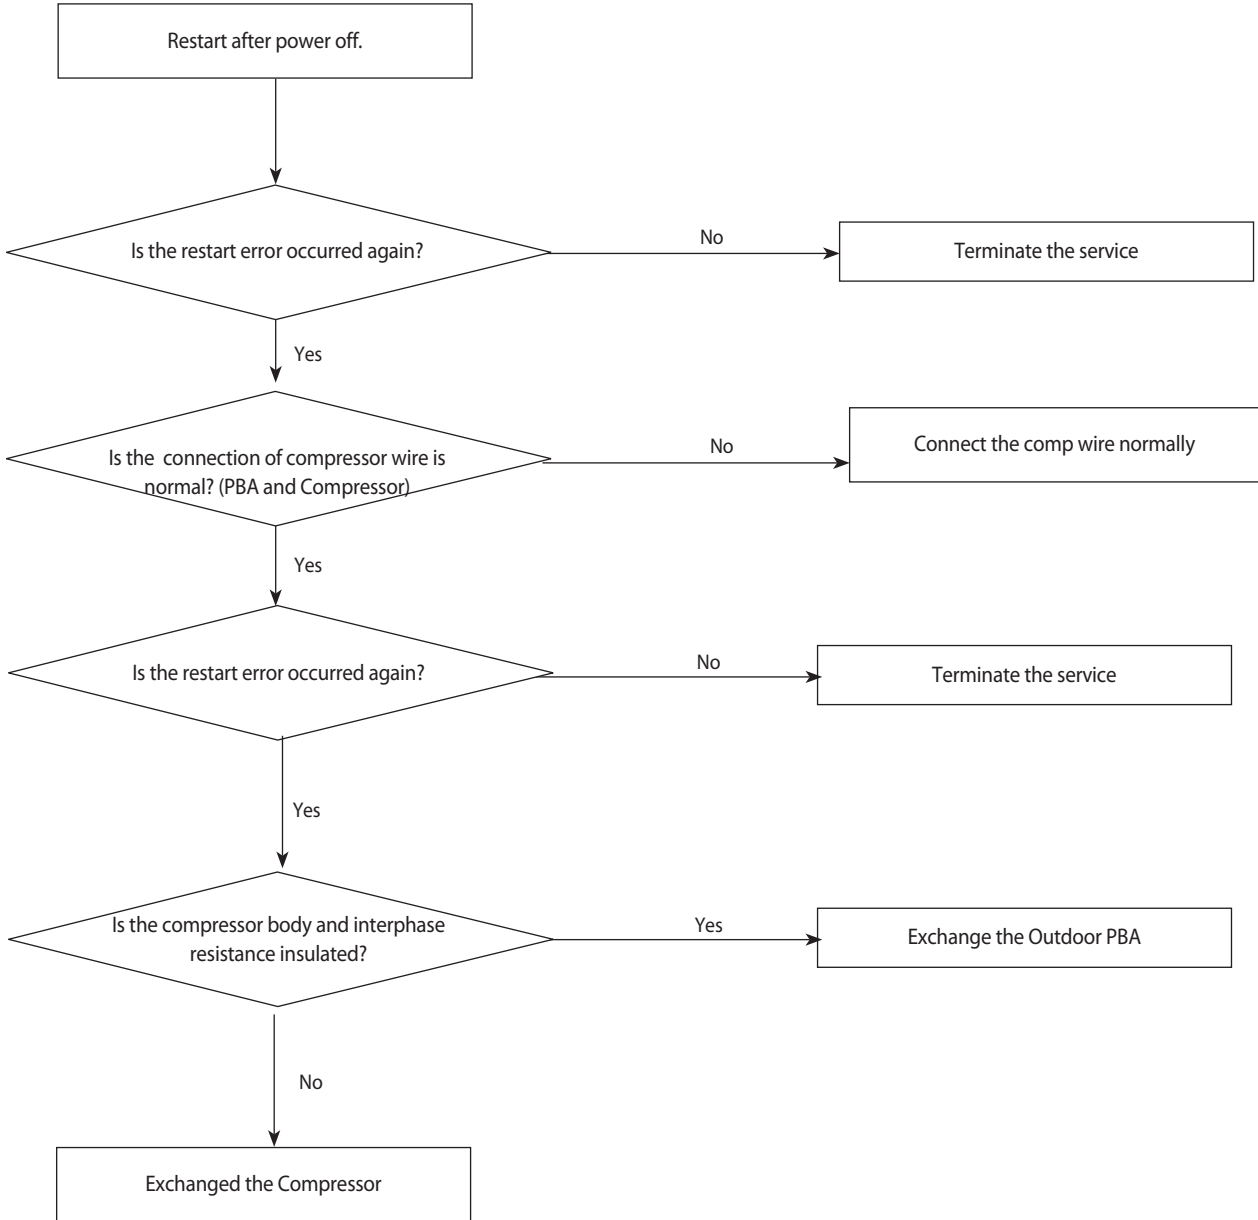 Restart after power off.
Is the restart error occurred again?
No
Terminate the service
Yes
Is the connection of compressor wire is
normal? (PBA and Compressor)
No
Connect the comp wire normally
Yes
Is the restart error occurred again?
No
Terminate the service
Yes
Is the compressor body and interphase
resistance insulated?
Yes
Exchange the Outdoor PBA
No
Exchanged the Compressor